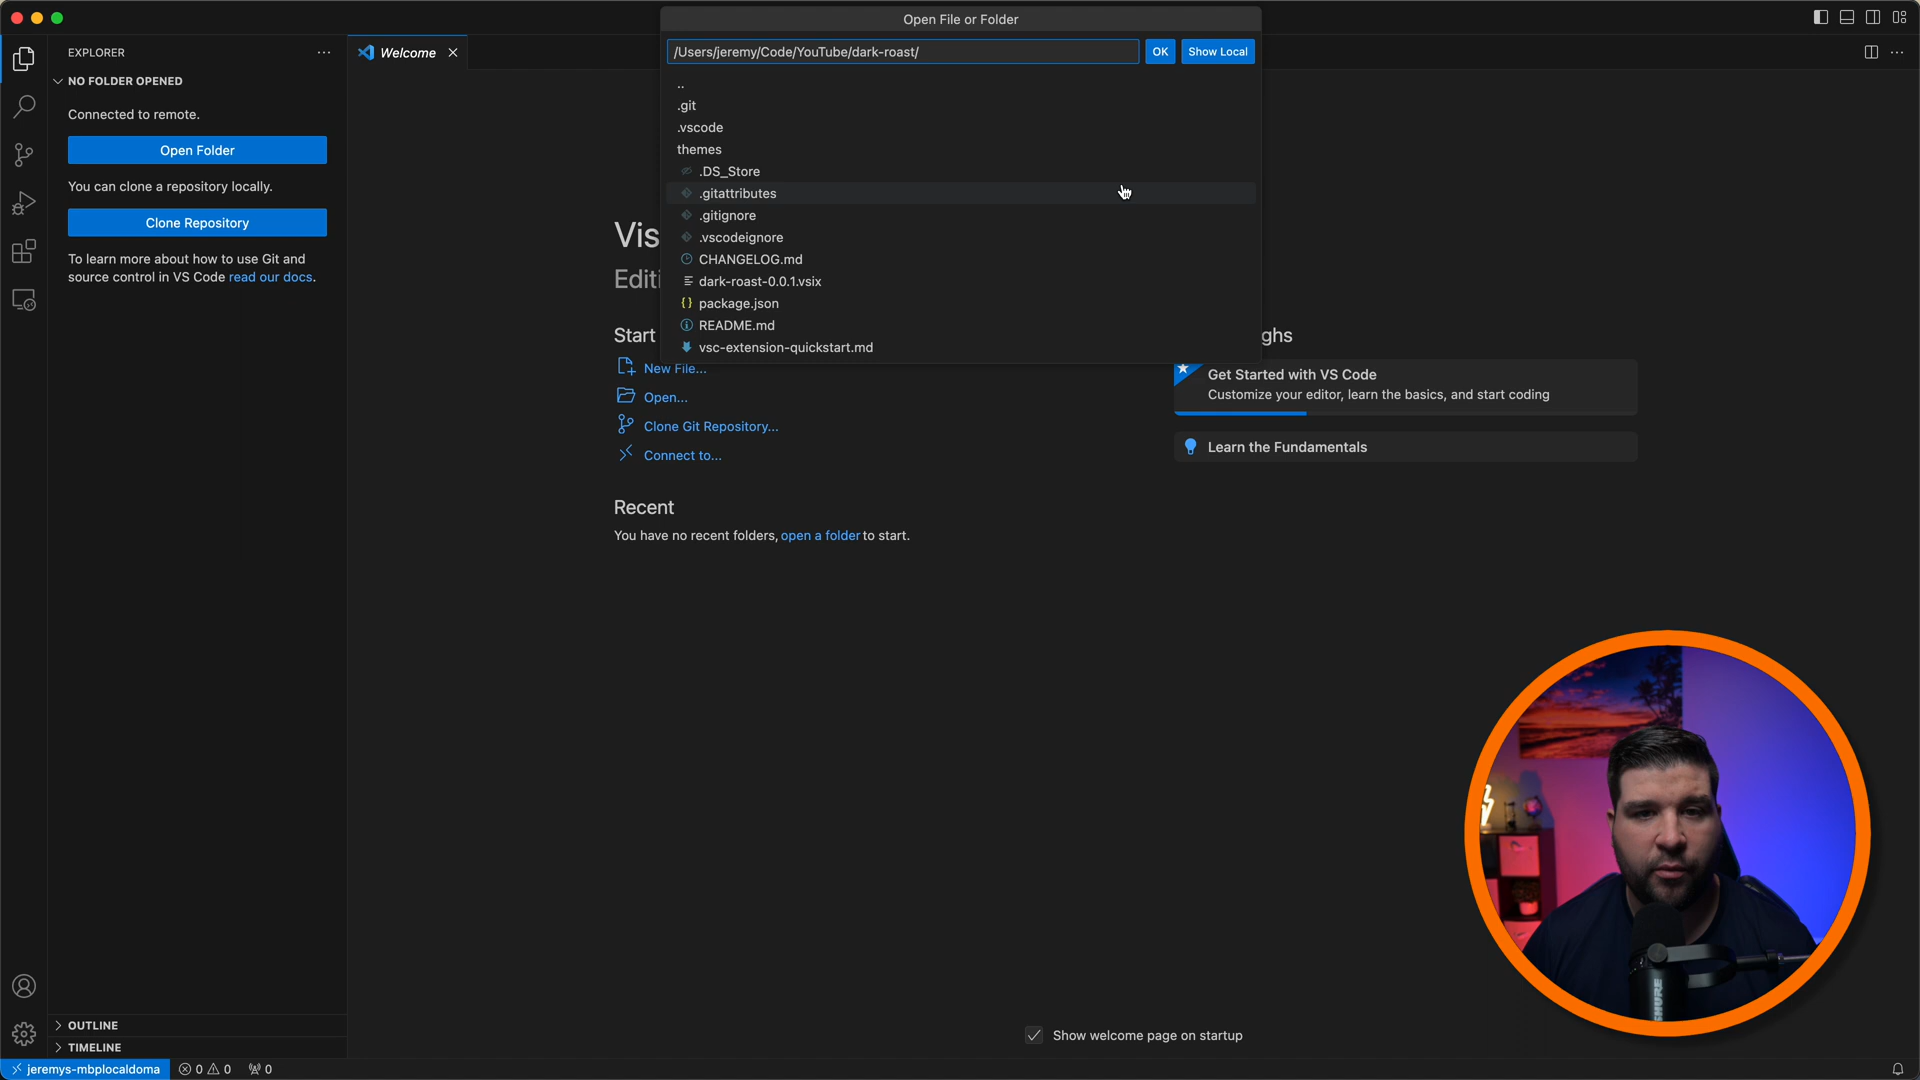 Open File or Folder
/Users/jeremy/Code/YouTube/dark-roast/
OK
Show Local
..
.git
.vscode
themes
.DS_Store
.gitattributes
.gitignore
.vscodeignore
CHANGELOG.md
dark-roast-0.0.1.vsix
package.json
README.md
vsc-extension-quickstart.md
EXPLORER
NO FOLDER OPENED
Connected to remote.
Open Folder
You can clone a repository locally.
Clone Repository
To learn more about how to use Git and
source control in VS Code read our docs.
OUTLINE
TIMELINE
Welcome
Vis
Editi
Start
New File...
Open...
Clone Git Repository...
Connect to...
Recent
You have no recent folders, open a folder to start.
ghs
Get Started with VS Code
Customize your editor, learn the basics, and start coding
Learn the Fundamentals
Show welcome page on startup
SHURE
jeremys-mbplocaldoma
0
0
0